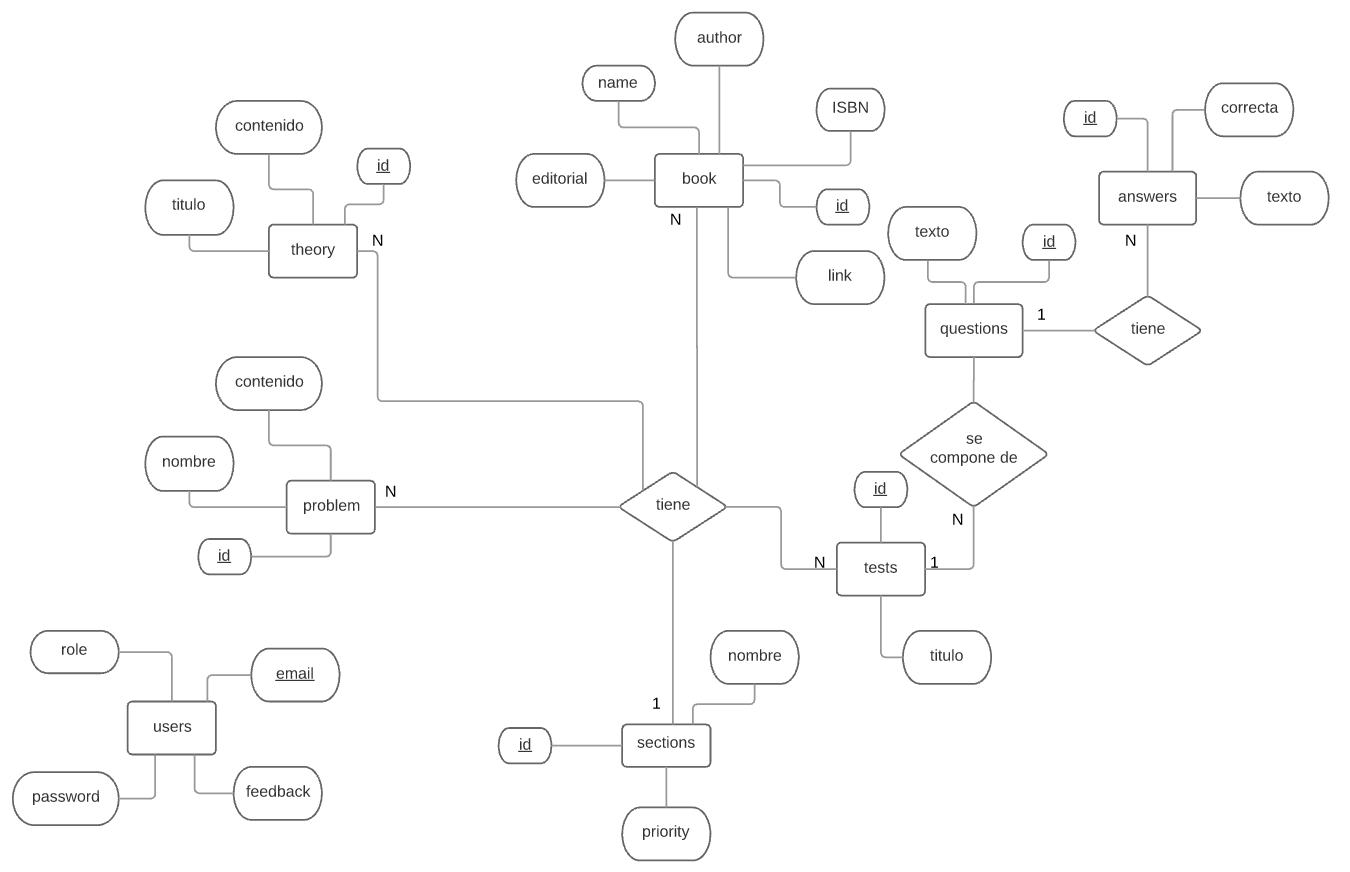 author
name
ISBN
contenido
id
correcta
id
editorial
book
id
titulo
answers
texto
N
texto
id
N
theory
N
link
1
questions
tiene
contenido
se
compone de
nombre
id
N
problem
tiene
N
id
N
1
tests
role
nombre
titulo
email
1
users
id
sections
password
feedback
priority